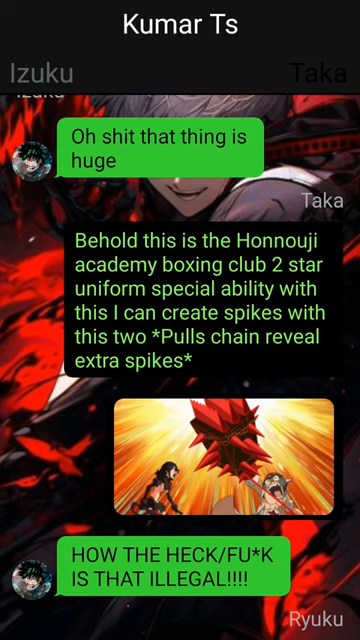 Kumar Ts
Izuku
Taka
Izuku
Oh shit that thing is
huge
Taka
Behold this is the Honnouji
academy boxing club 2 star
uniform special ability with
this I can create spikes with
this two *Pulls chain reveal
extra spikes*
HOW THE HECK/FU*K
IS THAT ILLEGAL!!!!
Ryuku